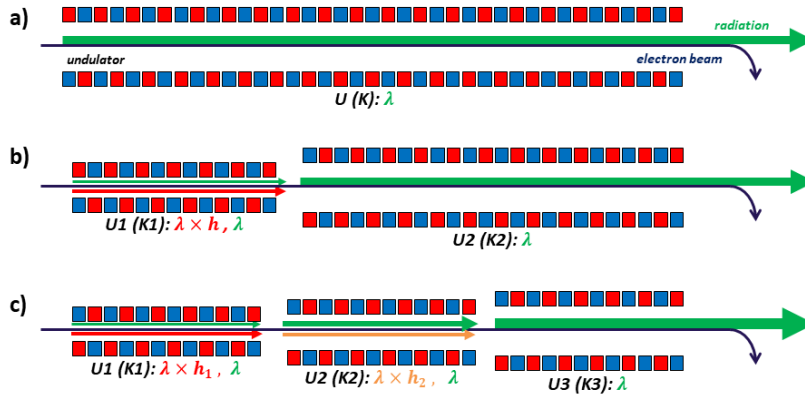 a)
radiation
undulator
electron beam
U (K): λ
b)
U1 (K1): λ × h , λ
U2 (K2): λ
c)
U1 (K1): λ × h₁ , λ
U2 (K2): λ × h₂ , λ
U3 (K3): λ